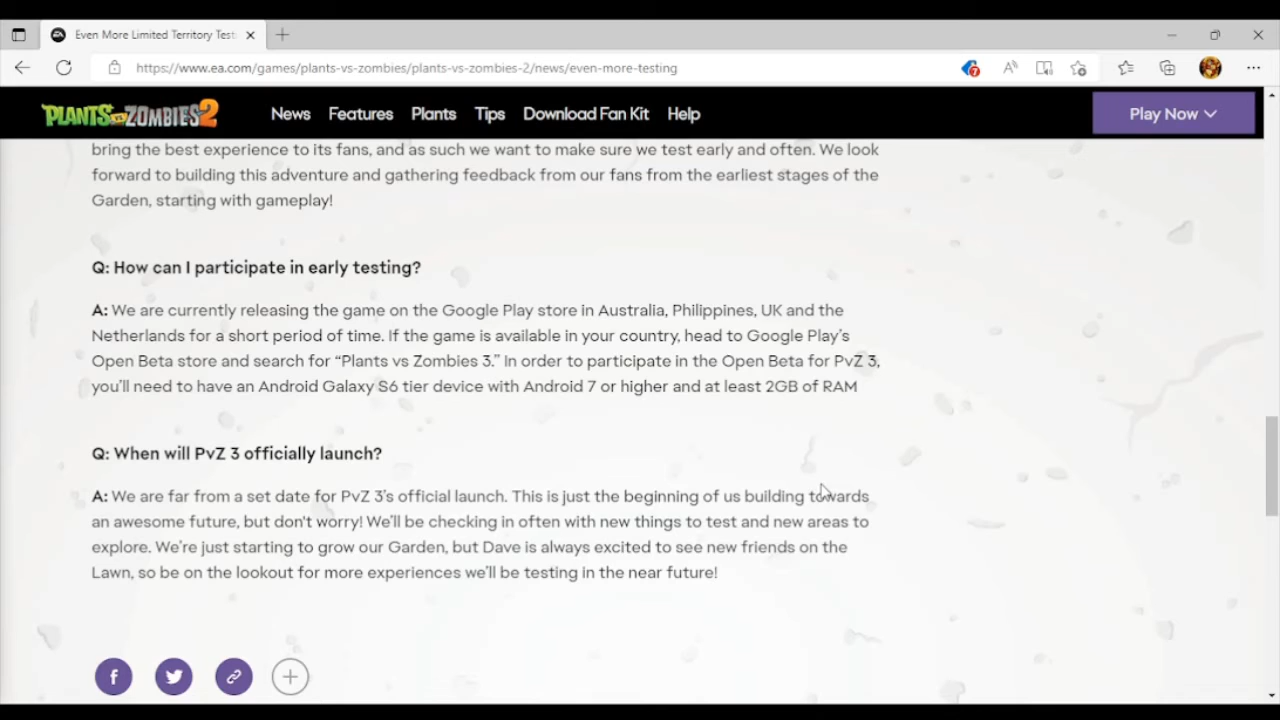 Even More Limited Territory Test
https://www.ea.com/games/plants-vs-zombies/plants-vs-zombies-2/news/even-more-testing
7
PLANTS VS ZOMBIES 2
News Features Plants Tips Download Fan Kit Help
Play Now
bring the best experience to its fans, and as such we want to make sure we test early and often. We look
forward to building this adventure and gathering feedback from our fans from the earliest stages of the
Garden, starting with gameplay!
Q: How can I participate in early testing?
A: We are currently releasing the game on the Google Play store in Australia, Philippines, UK and the
Netherlands for a short period of time. If the game is available in your country, head to Google Play's
Open Beta store and search for “Plants vs Zombies 3.” In order to participate in the Open Beta for PvZ 3,
you'll need to have an Android Galaxy S6 tier device with Android 7 or higher and at least 2GB of RAM
Q: When will PvZ 3 officially launch?
A: We are far from a set date for PvZ 3's official launch. This is just the beginning of us building towards
an awesome future, but don't worry! We'll be checking in often with new things to test and new areas to
explore. We're just starting to grow our Garden, but Dave is always excited to see new friends on the
Lawn, so be on the lookout for more experiences we'll be testing in the near future!